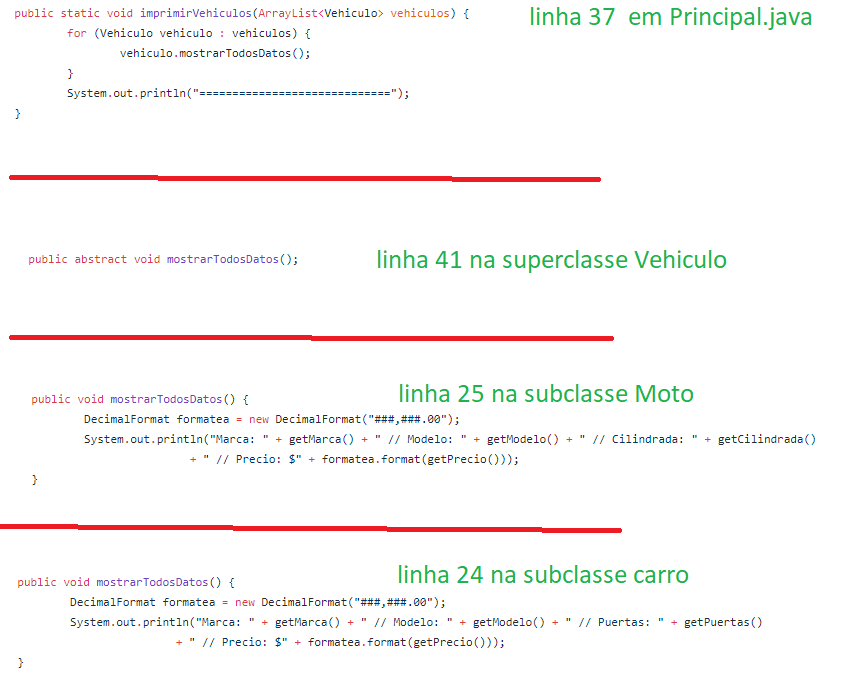 public static void imprimirVehiculos(ArrayList<Vehiculo> vehiculos) {
linha 37 em Principal.java
for (Vehiculo vehiculo : vehiculos) {
vehiculo.mostrarTodosDatos();
}
System.out.println("=============================");
}
public abstract void mostrarTodosDatos();
linha 41 na superclasse Vehiculo
linha 25 na subclasse Moto
public void mostrarTodosDatos() {
DecimalFormat formatea = new DecimalFormat("###,###.00");
System.out.println("Marca: " + getMarca() + " // Modelo: " + getModelo() + " // Cilindrada: " + getCilindrada()
+ " // Precio: $" + formatea.format(getPrecio()));
}
linha 24 na subclasse carro
public void mostrarTodosDatos() {
DecimalFormat formatea = new DecimalFormat("###,###.00");
System.out.println("Marca: " + getMarca() + " // Modelo: " + getModelo() + " // Puertas: " + getPuertas()
+ " // Precio: $" + formatea.format(getPrecio()));
}